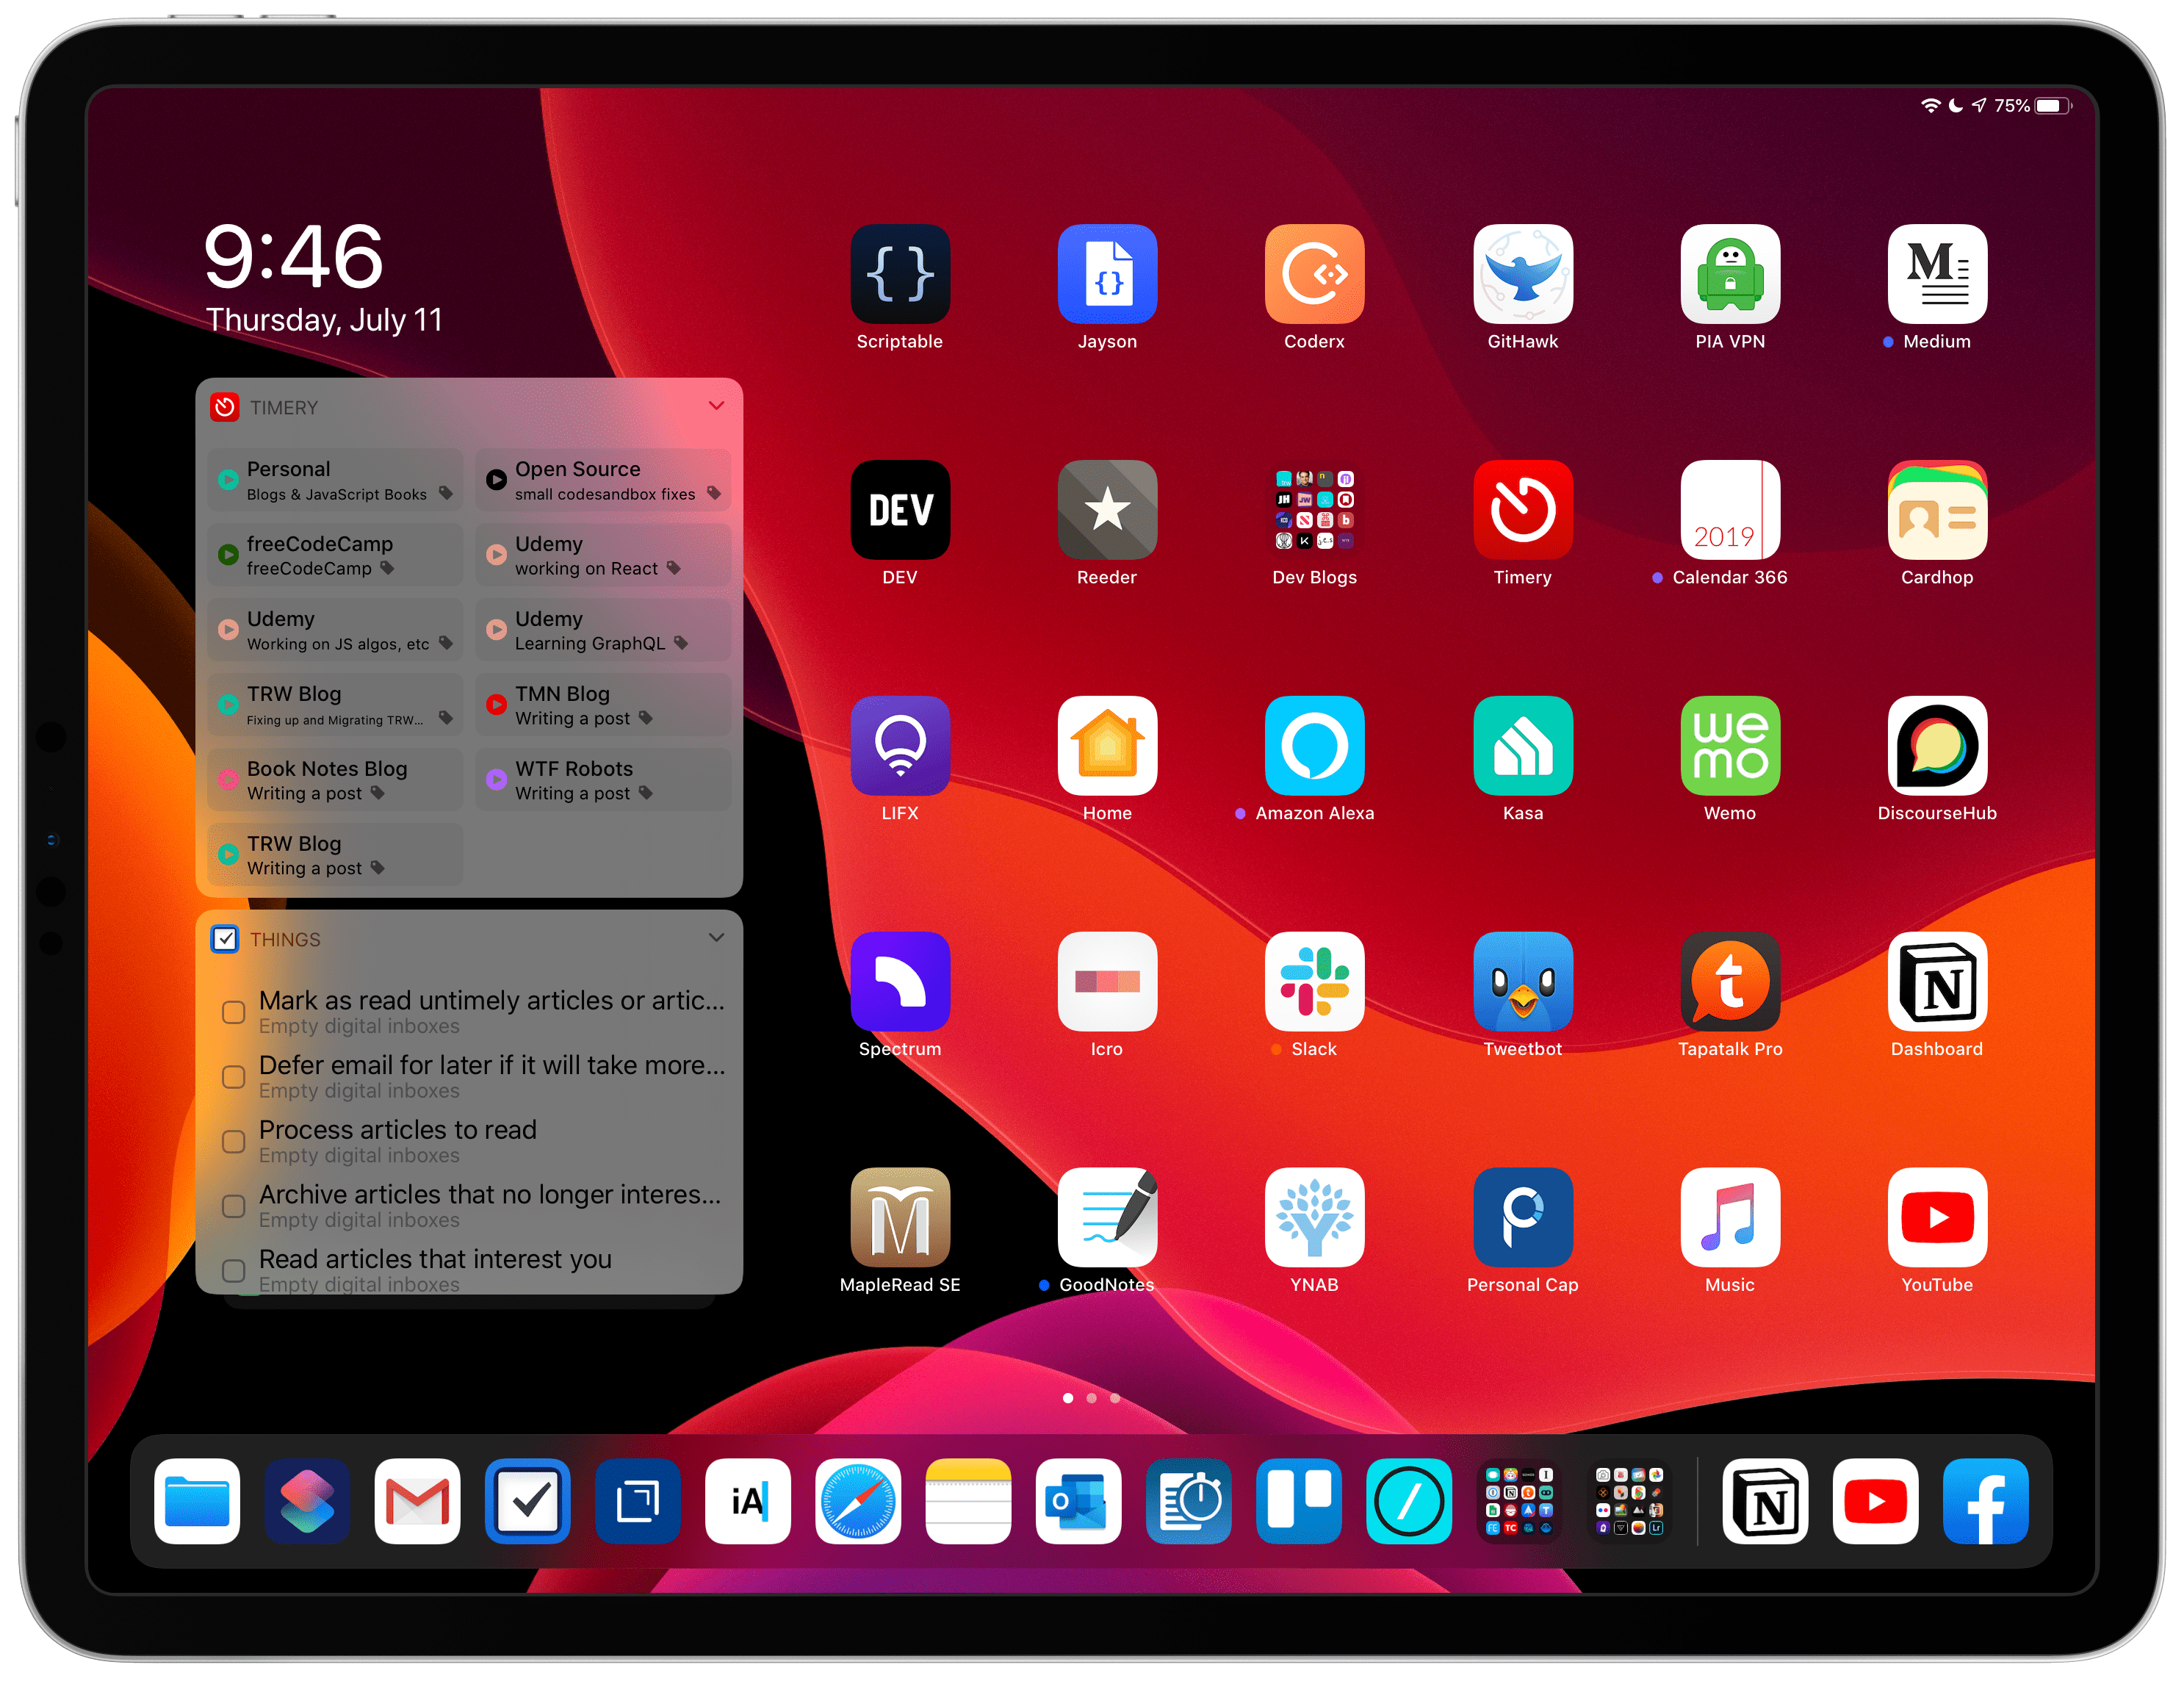 75%
9:46
Thursday, July 11
TIMERY
Personal
Blogs & JavaScript Books
Open Source
small codesandbox fixes
freeCodeCamp
freeCodeCamp
Udemy
working on React
Udemy
Working on JS algos, etc
Udemy
Learning GraphQL
TRW Blog
Fixing up and Migrating TRW...
TMN Blog
Writing a post
Book Notes Blog
Writing a post
WTF Robots
Writing a post
TRW Blog
Writing a post
THINGS
Mark as read untimely articles or artic...
Empty digital inboxes
Defer email for later if it will take more...
Empty digital inboxes
Process articles to read
Empty digital inboxes
Archive articles that no longer interes...
Empty digital inboxes
Read articles that interest you
Empty digital inboxes
{ }
{}
M
Scriptable
Jayson
Coderx
GitHawk
PIA VPN
Medium
DEV
2019
DEV
Reeder
Dev Blogs
Timery
Calendar 366
Cardhop
wemo
LIFX
Home
Amazon Alexa
Kasa
Wemo
DiscourseHub
t
N
Spectrum
Icro
Slack
Tweetbot
Tapatalk Pro
Dashboard
MapleRead SE
GoodNotes
YNAB
Personal Cap
Music
YouTube
iA
O
N
f